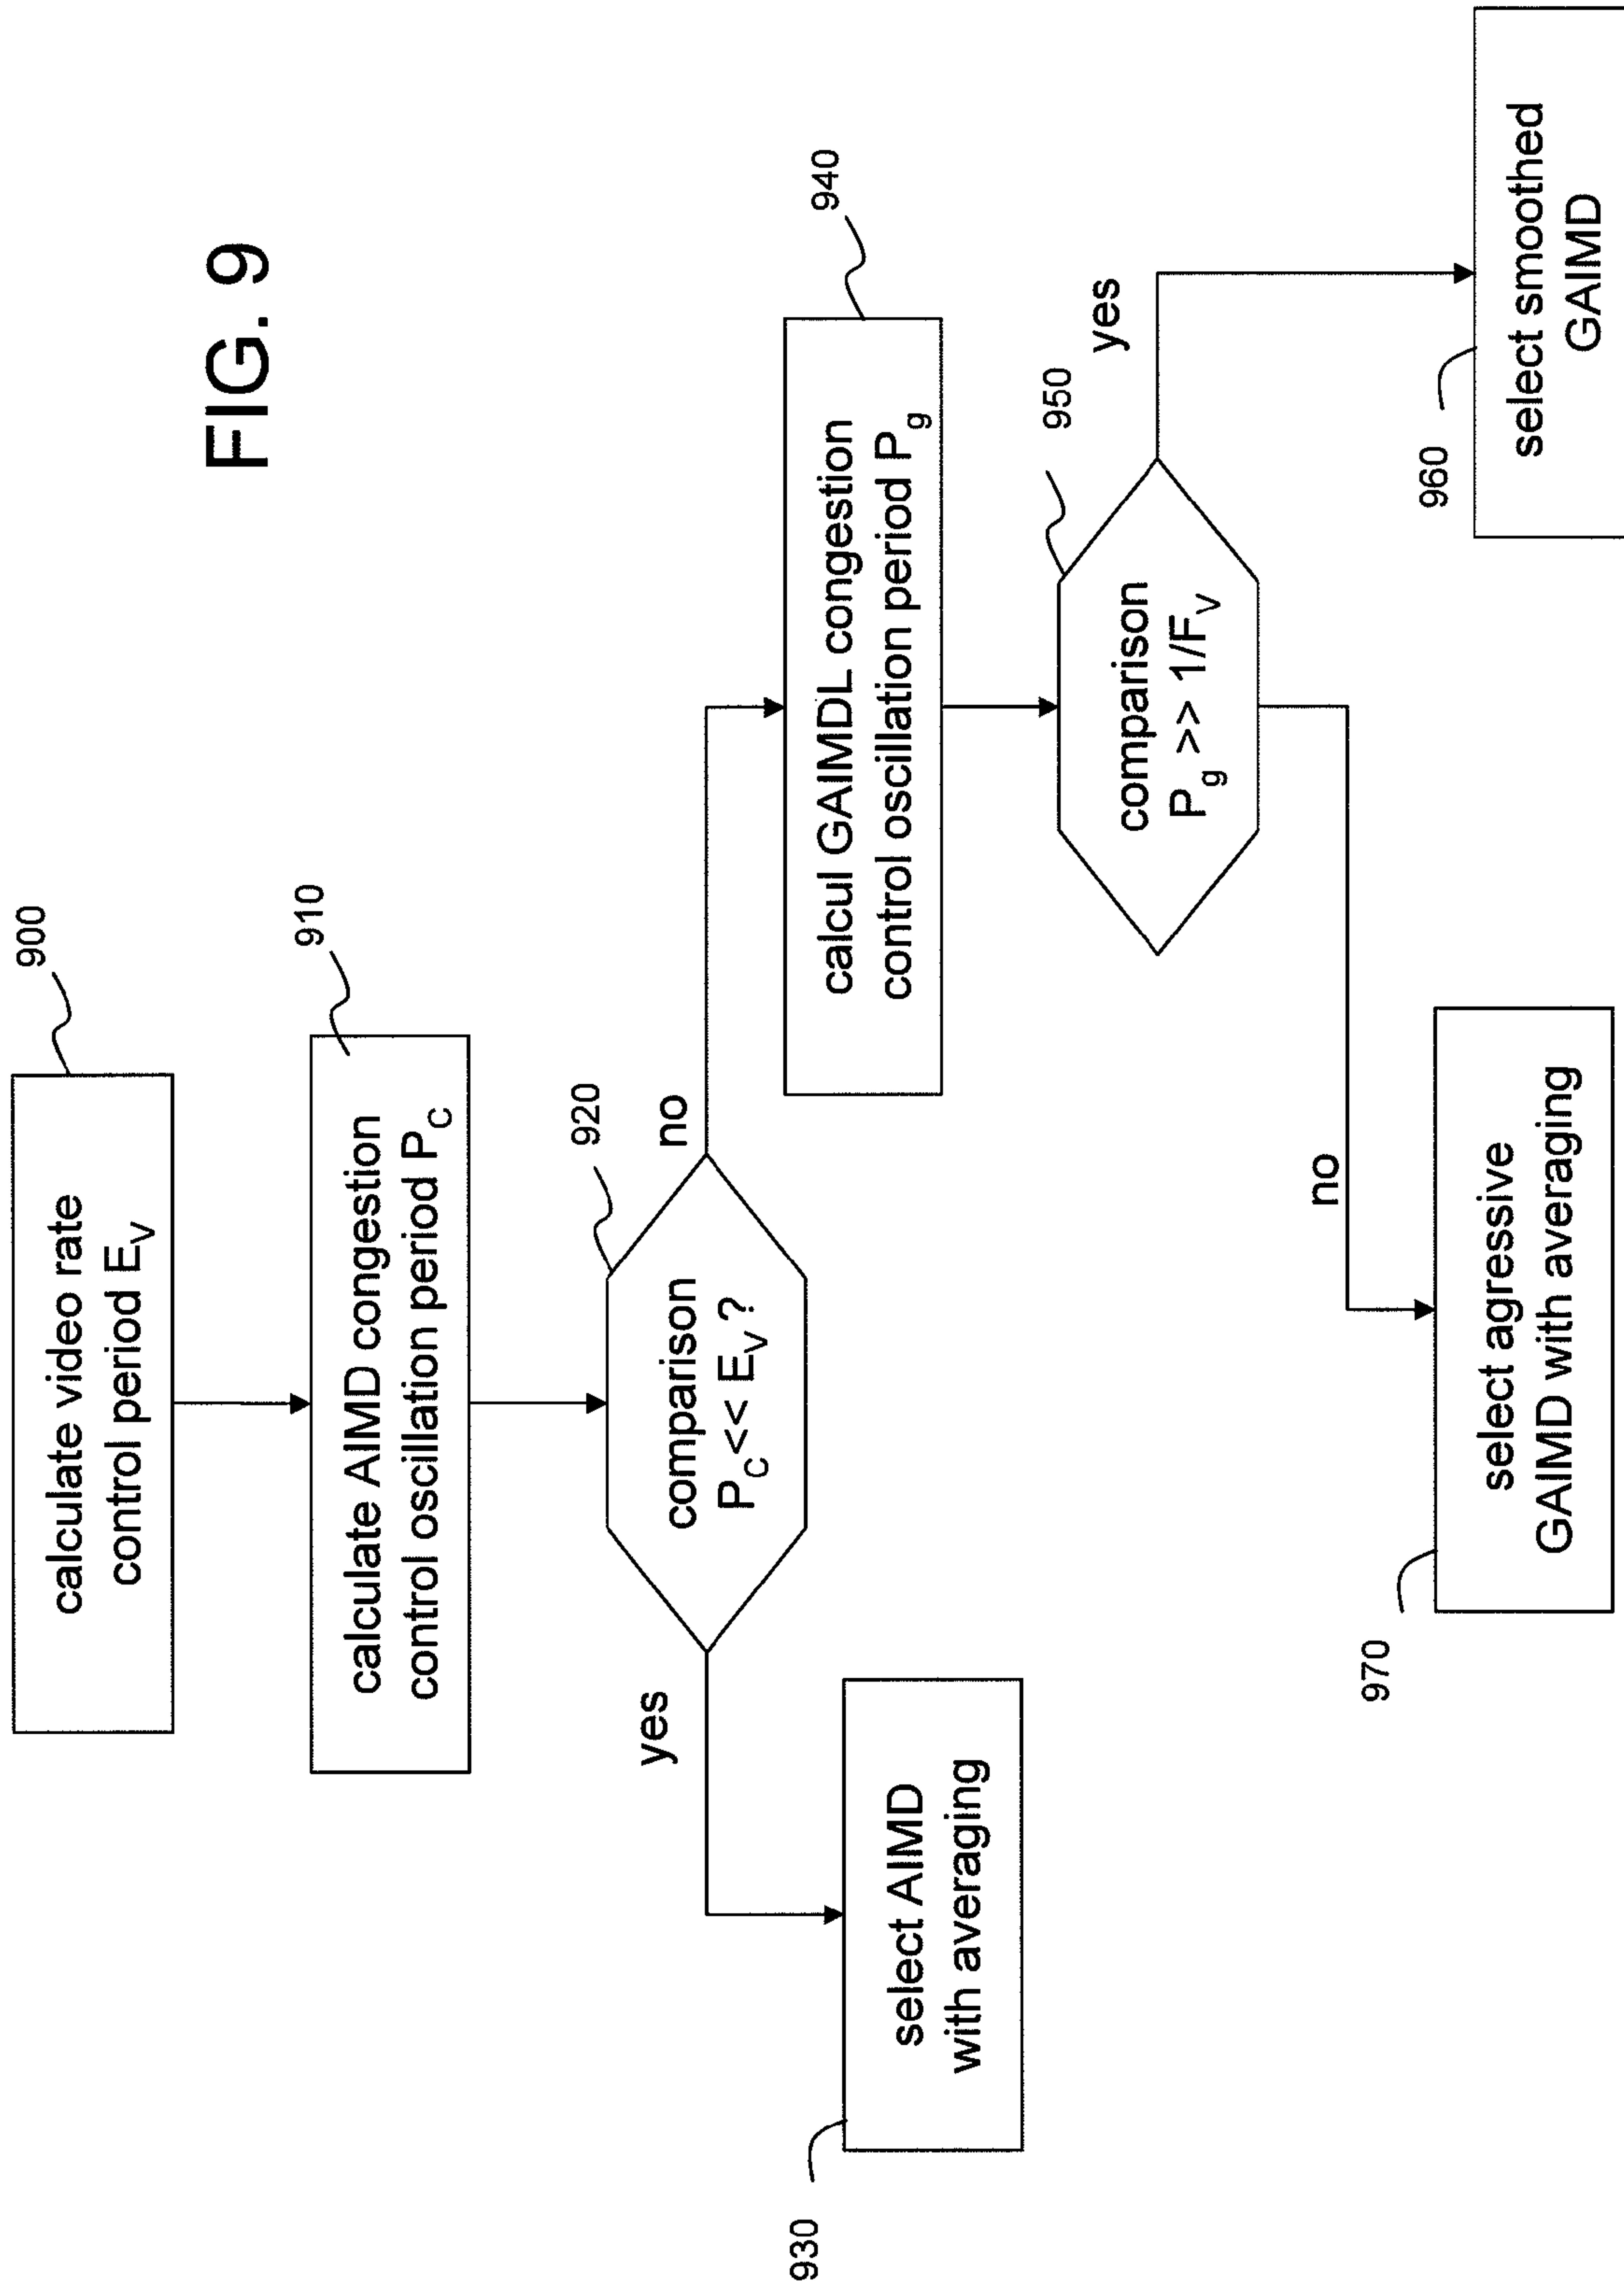 FIG. 9
900
calculate video rate
control period E_V
910
calculate AIMD congestion
control oscillation period P_C
920
comparison
P_C << E_V ?
yes
no
930
select AIMD
with averaging
940
calcul GAIMDL congestion
control oscillation period P_g
950
comparison
P_g >> 1/F_V
yes
no
960
select smoothed
GAIMD
970
select agressive
GAIMD with averaging